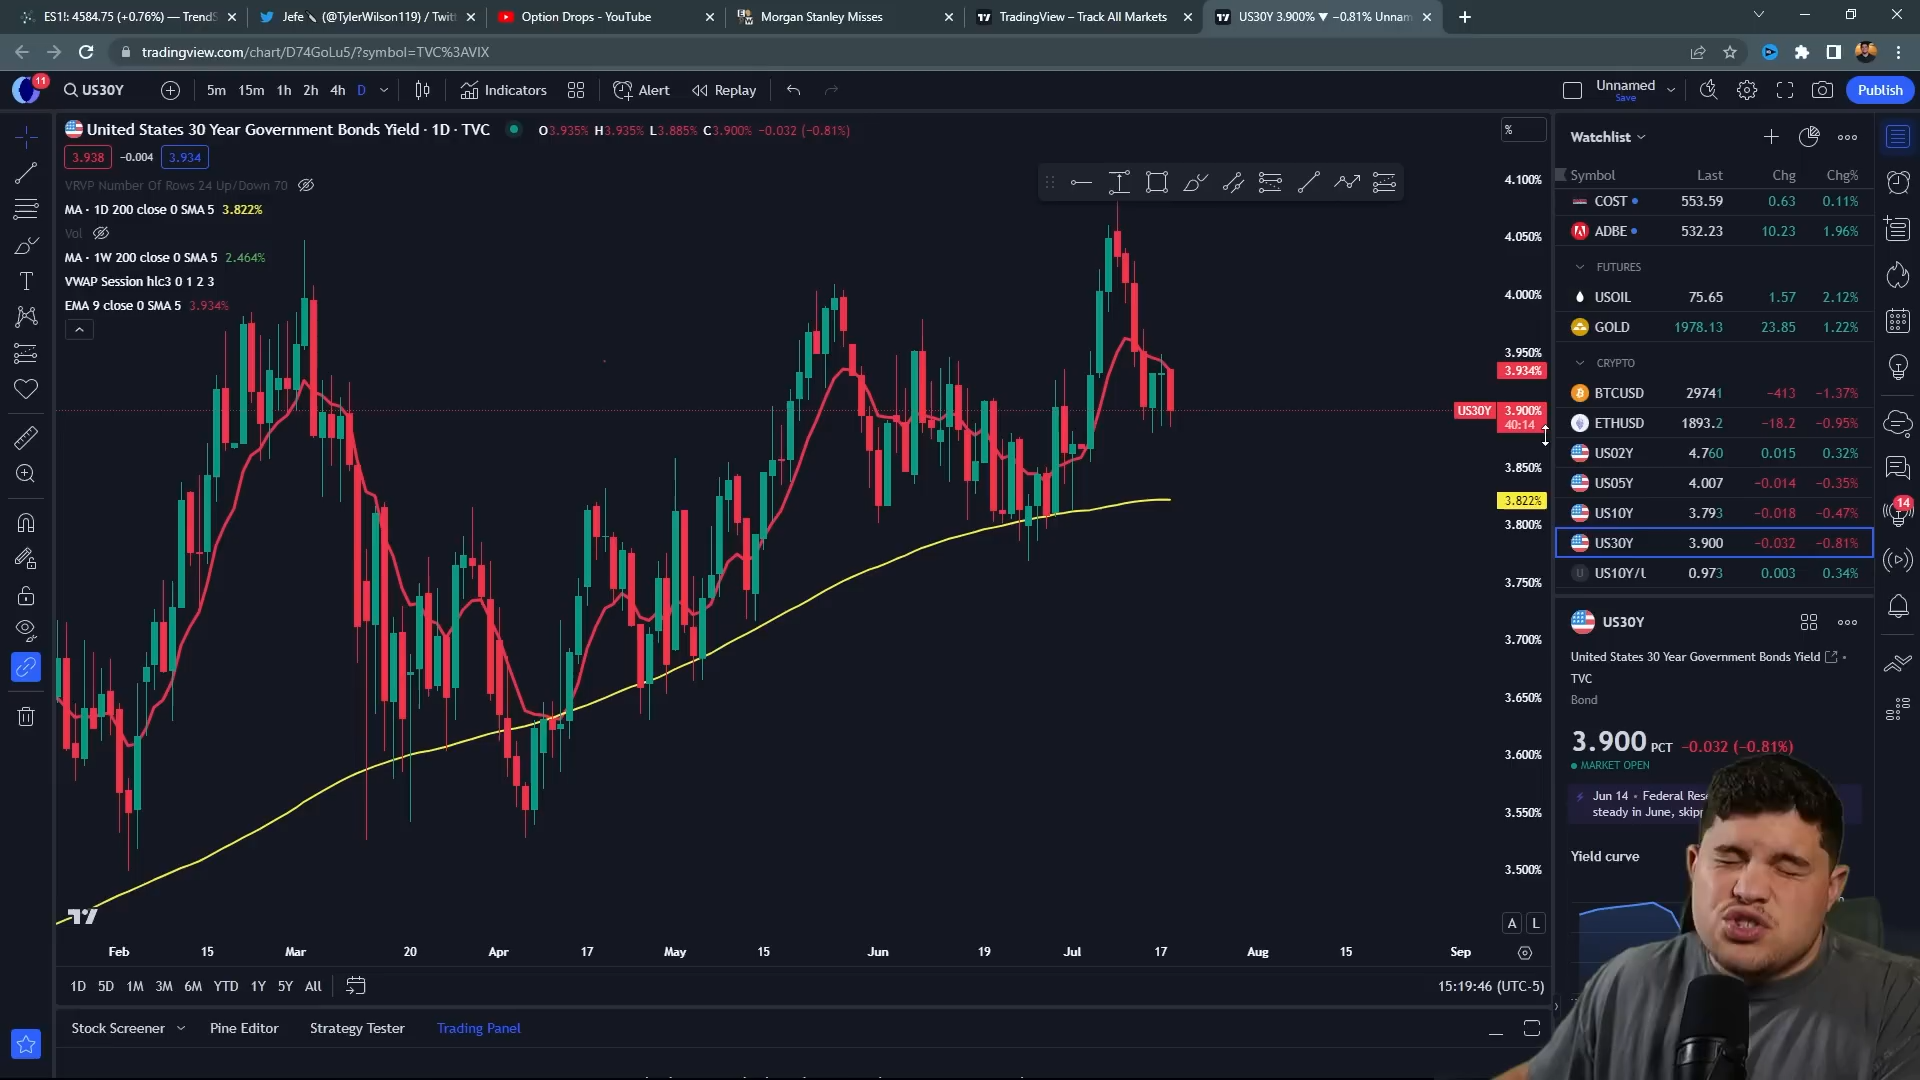 ES1!: 4584.75 (+0.76%) — TrendS
Jefe (@TylerWilson119) / Twitt
Option Drops - YouTube
Morgan Stanley Misses
TradingView – Track All Markets
US30Y 3.900% ▼ −0.81% Unnam
tradingview.com/chart/D74GoLu5/?symbol=TVC%3AVIX
11
US30Y
5m
15m
1h
2h
4h
D
Indicators
Alert
Replay
Unnamed
Save
Publish
United States 30 Year Government Bonds Yield · 1D · TVC
O3.935% H3.935% L3.885% C3.900% −0.032 (−0.81%)
3.938
−0.004
3.934
VRVP Number Of Rows 24 Up/Down 70
MA · 1D 200 close 0 SMA 5 3.822%
Vol
MA · 1W 200 close 0 SMA 5 2.464%
VWAP Session hlc3 0 1 2 3
EMA 9 close 0 SMA 5 3.934%
%
4.100%
4.050%
4.000%
3.950%
3.934%
US30Y 3.900%
40:14
3.850%
3.822%
3.800%
3.750%
3.700%
3.650%
3.600%
3.550%
3.500%
A L
Feb 15 Mar 20 Apr 17 May 15 Jun 19 Jul 17 Aug 15 Sep
1D 5D 1M 3M 6M YTD 1Y 5Y All
15:19:46 (UTC-5)
Stock Screener
Pine Editor
Strategy Tester
Trading Panel
Watchlist
Symbol Last Chg Chg%
COST 553.59 0.63 0.11%
ADBE 532.23 10.23 1.96%
FUTURES
USOIL 75.65 1.57 2.12%
GOLD 1978.13 23.85 1.22%
CRYPTO
BTCUSD 29741 −413 −1.37%
ETHUSD 1893.2 −18.2 −0.95%
US02Y 4.760 0.015 0.32%
US05Y 4.007 −0.014 −0.35%
US10Y 3.793 −0.018 −0.47%
US30Y 3.900 −0.032 −0.81%
US10Y/U 0.973 0.003 0.34%
14
US30Y
United States 30 Year Government Bonds Yield
TVC
Bond
3.900 PCT −0.032 (−0.81%)
MARKET OPEN
Jun 14 • Federal Res
steady in June, skip
Yield curve